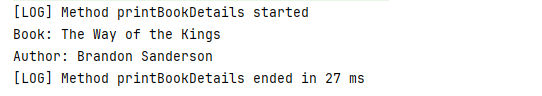 [LOG] Method printBookDetails started
Book: The Way of the Kings
Author: Brandon Sanderson
[LOG] Method printBookDetails ended in 27 ms